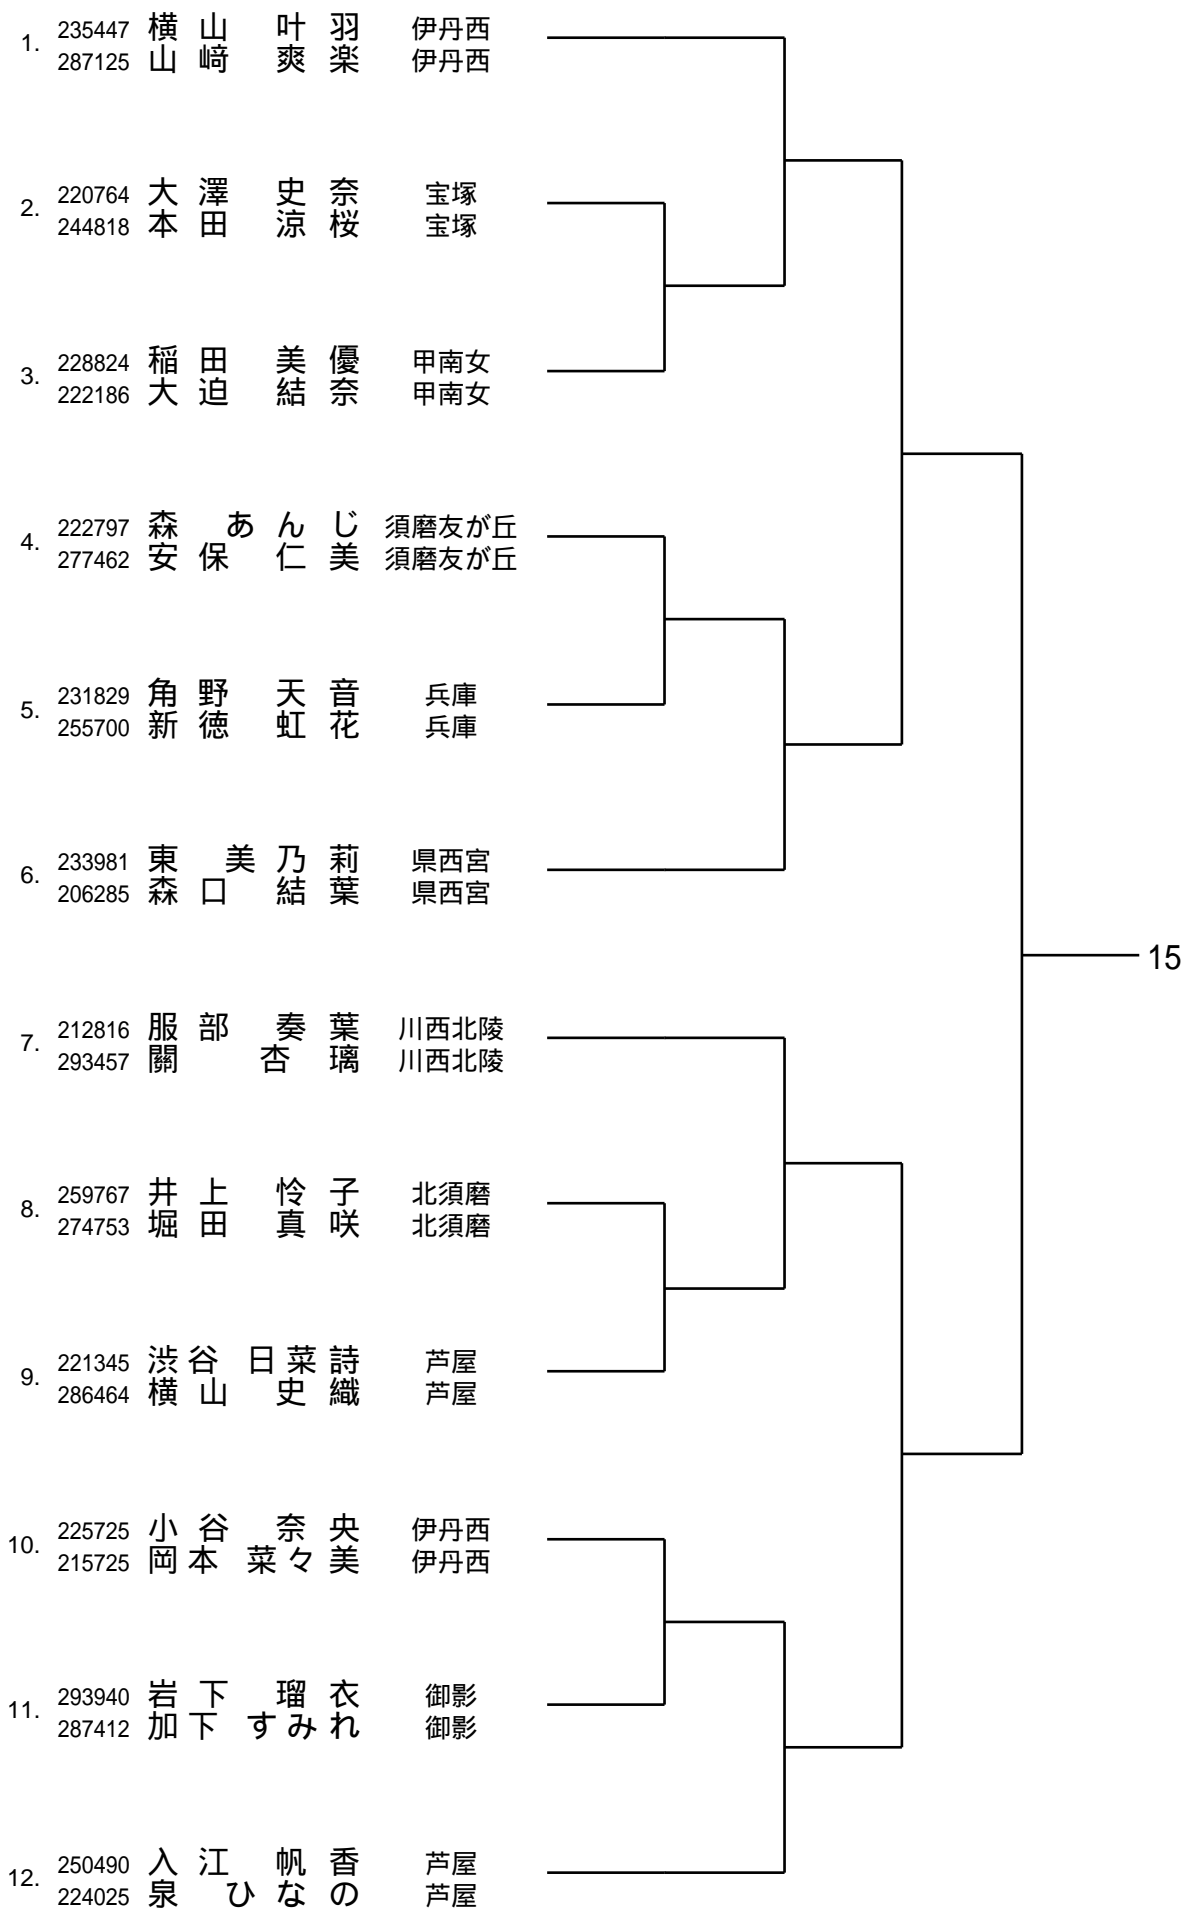 1. 235447 横山 叶羽 伊丹西
287125 山﨑 爽楽 伊丹西
2. 220764 大澤 史奈 宝塚
244818 本田 涼桜 宝塚
3. 228824 稲田 美優 甲南女
222186 大迫 結奈 甲南女
4. 222797 森 あんじ 須磨友が丘
277462 安保 仁美 須磨友が丘
5. 231829 角野 天音 兵庫
255700 新徳 虹花 兵庫
6. 233981 東 美乃莉 県西宮
206285 森口 結葉 県西宮
15
7. 212816 服部 奏葉 川西北陵
293457 關 杏璃 川西北陵
8. 259767 井上 怜子 北須磨
274753 堀田 真咲 北須磨
9. 221345 渋谷 日菜詩 芦屋
286464 横山 史織 芦屋
10. 225725 小谷 奈央 伊丹西
215725 岡本 菜々美 伊丹西
11. 293940 岩下 瑠衣 御影
287412 加下 すみれ 御影
12. 250490 入江 帆香 芦屋
224025 泉 ひなの 芦屋